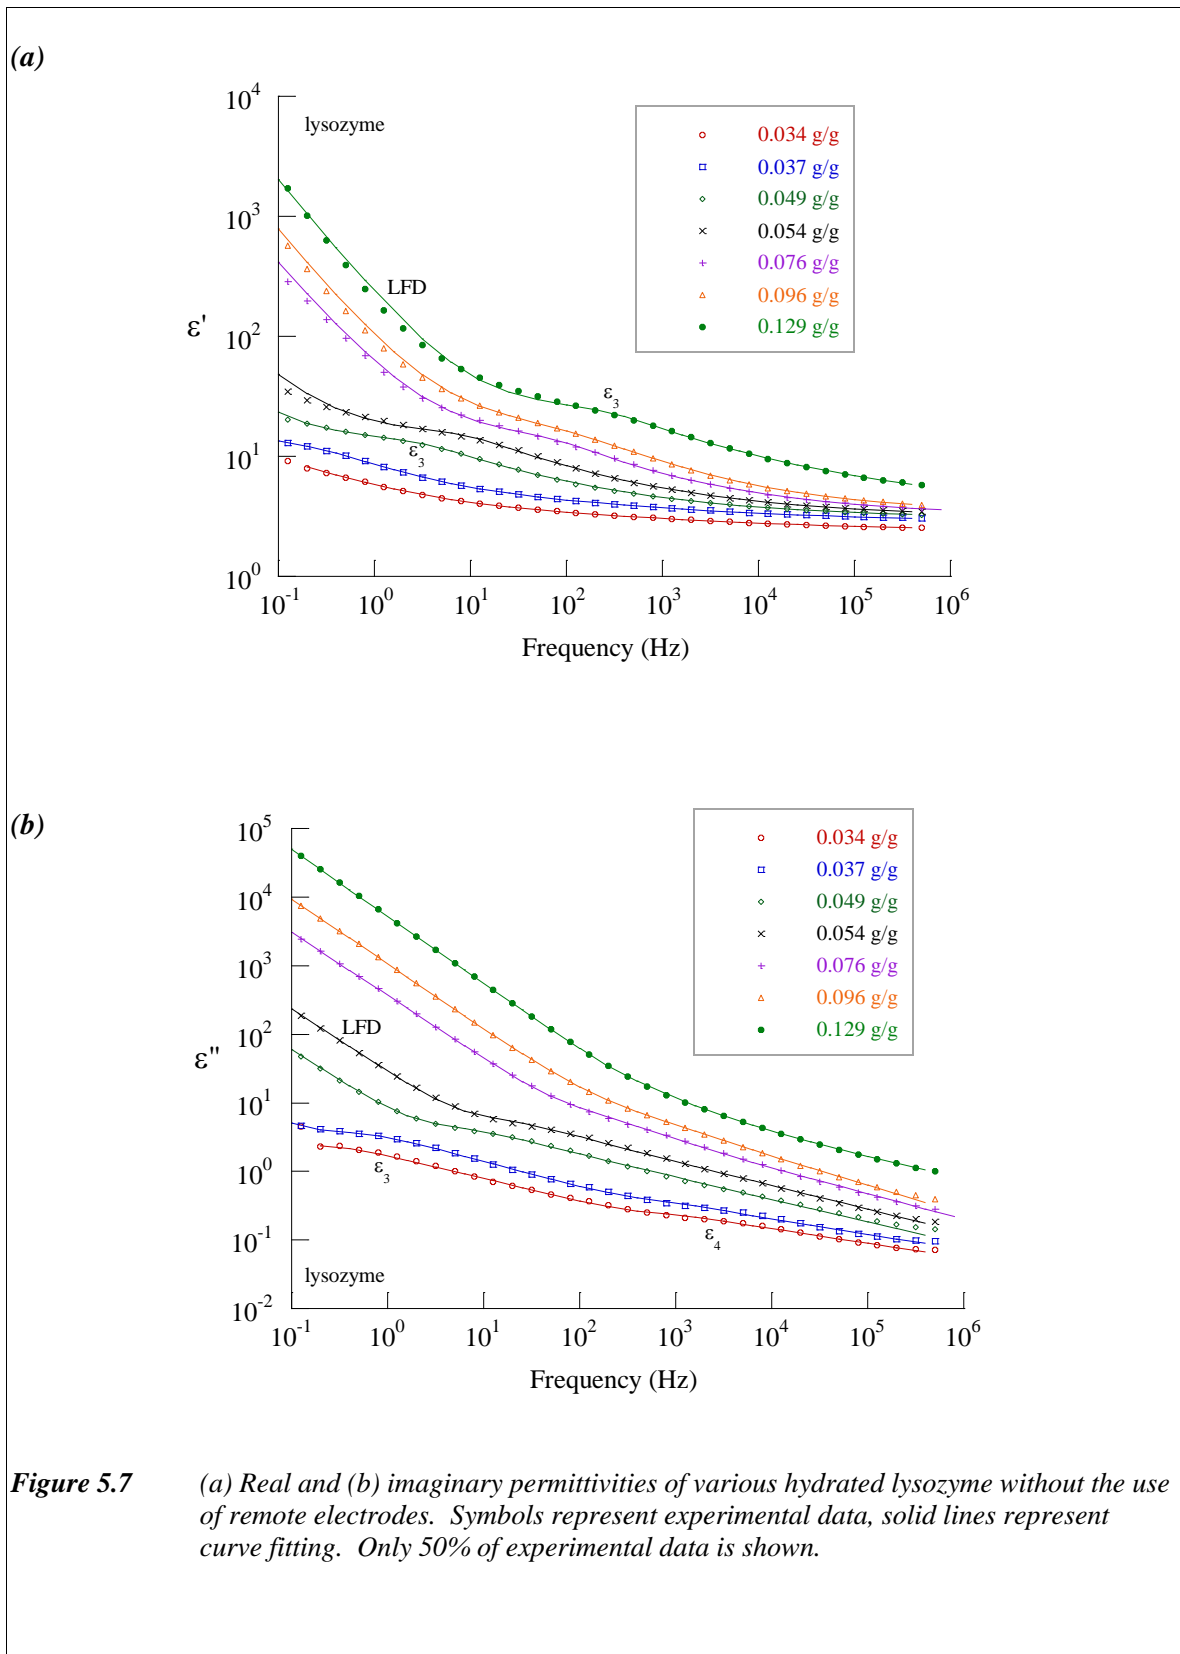 (a)
10^4
lysozyme
0.034 g/g
0.037 g/g
0.049 g/g
0.054 g/g
0.076 g/g
0.096 g/g
0.129 g/g
10^3
LFD
ε'
10^2
ε_3
ε_3
10^1
10^0
10^-1 10^0 10^1 10^2 10^3 10^4 10^5 10^6
Frequency (Hz)
(b)
10^5
0.034 g/g
0.037 g/g
0.049 g/g
0.054 g/g
0.076 g/g
0.096 g/g
0.129 g/g
10^4
10^3
LFD
10^2
ε"
10^1
10^0
ε_3
10^-1
ε_4
lysozyme
10^-2
10^-1 10^0 10^1 10^2 10^3 10^4 10^5 10^6
Frequency (Hz)
Figure 5.7 (a) Real and (b) imaginary permittivities of various hydrated lysozyme without the use
of remote electrodes. Symbols represent experimental data, solid lines represent
curve fitting. Only 50% of experimental data is shown.